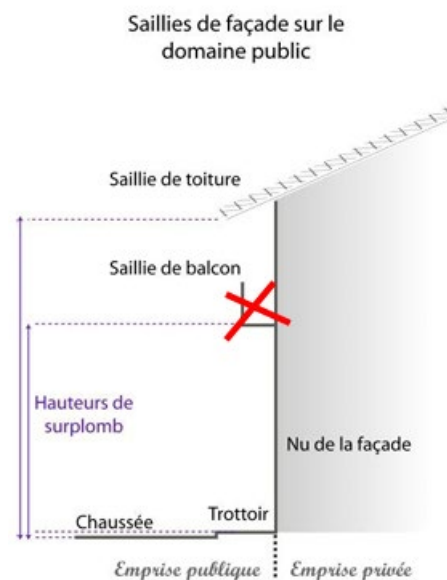 Saillies de façade sur le
domaine public
Saillie de toiture
Saillie de balcon
Hauteurs de
surplomb
Nu de la façade
Trottoir
Chaussée
Emprise publique
Emprise privée